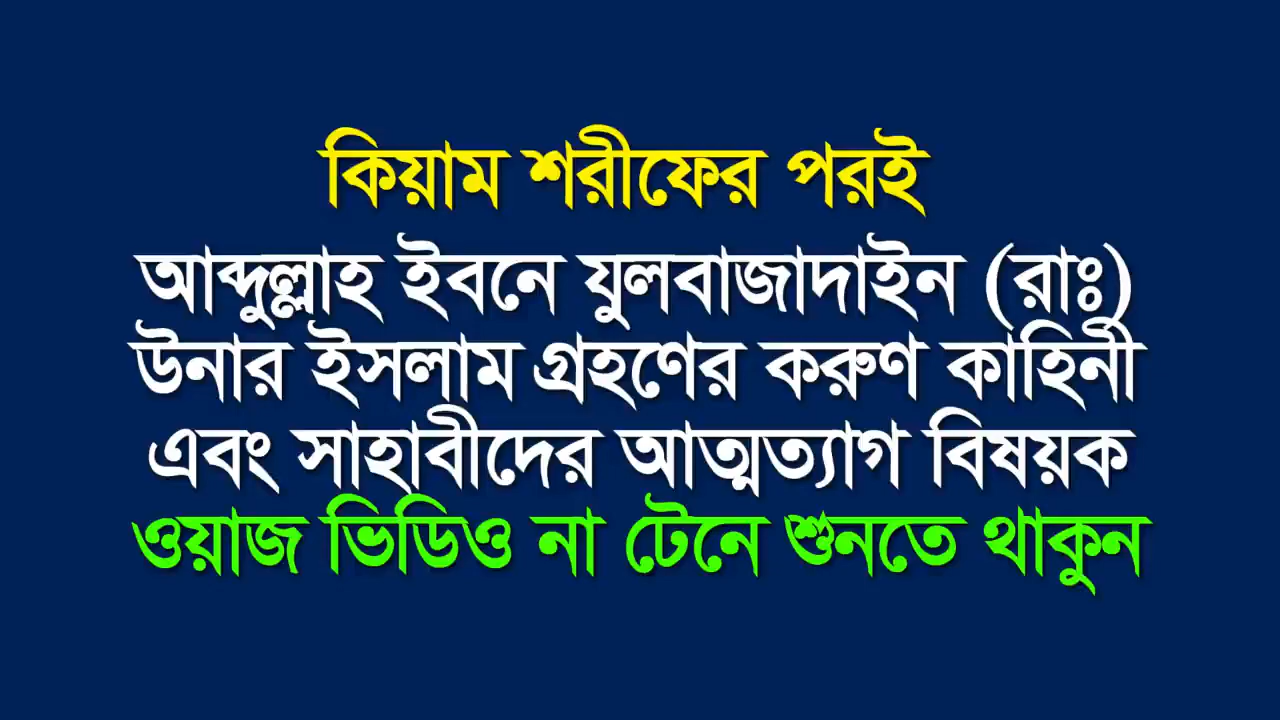 কিয়াম শরীফের পরই
আব্দুল্লাহ ইবনে যুলবাজাদাইন (রাঃ)
উনার ইসলাম গ্রহণের করুণ কাহিনী
এবং সাহাবীদের আত্মত্যাগ বিষয়ক
ওয়াজ ভিডিও না টেনে শুনতে থাকুন